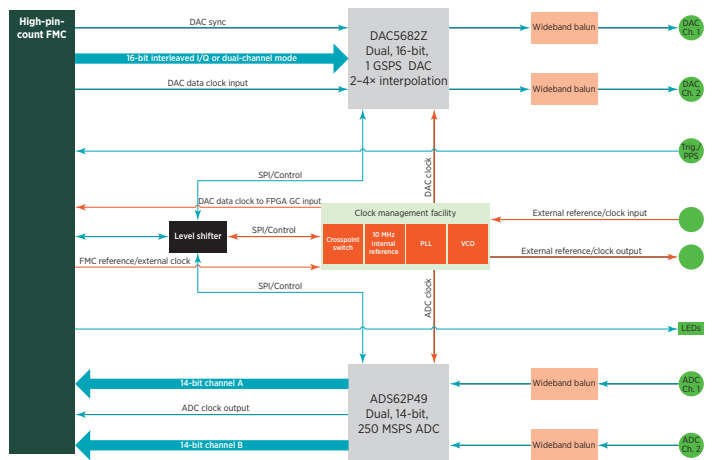 High-pin-
count FMC
DAC sync
DAC5682Z
Dual, 16-bit,
1 GSPS DAC
2–4× interpolation
Wideband balun
DAC
Ch. 1
16-bit interleaved I/Q or dual-channel mode
DAC data clock input
Wideband balun
DAC
Ch. 2
Trig./
PPS
SPI/Control
DAC clock
DAC data clock to FPGA GC input
Clock management facility
External reference/clock input
Level shifter
SPI/Control
Crosspoint
switch
10 MHz
internal
reference
PLL
VCO
External reference/clock output
FMC reference/external clock
SPI/Control
ADC clock
LEDs
14-bit channel A
ADS62P49
Dual, 14-bit,
250 MSPS ADC
Wideband balun
ADC
Ch. 1
ADC clock output
14-bit channel B
Wideband balun
ADC
Ch. 2